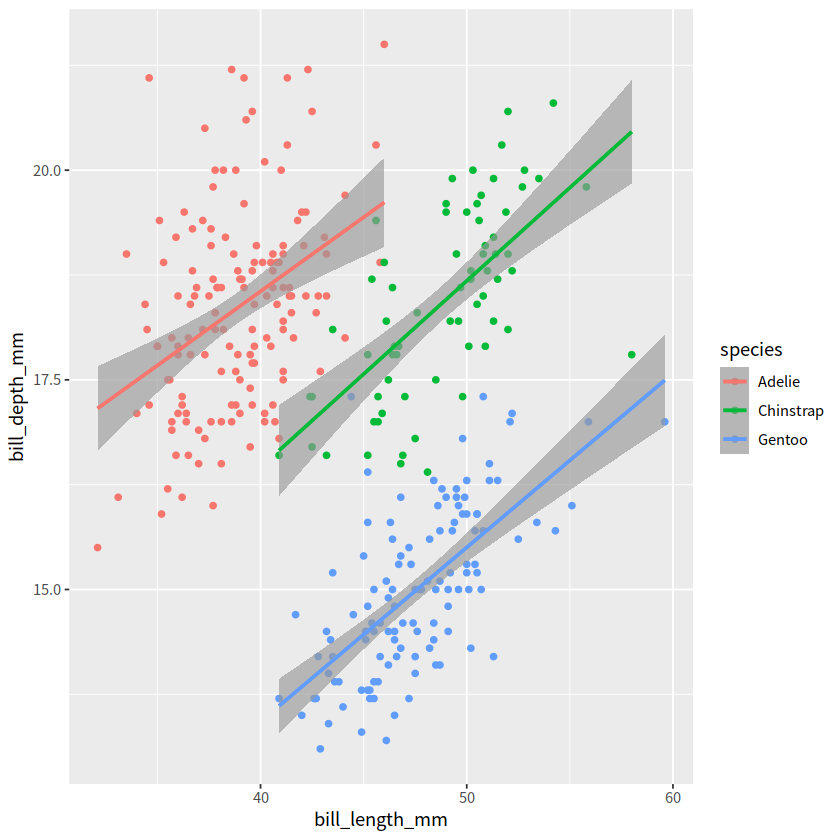 20.0
17.5
15.0
40
50
60
bill_length_mm
bill_depth_mm
species
Adelie
Chinstrap
Gentoo